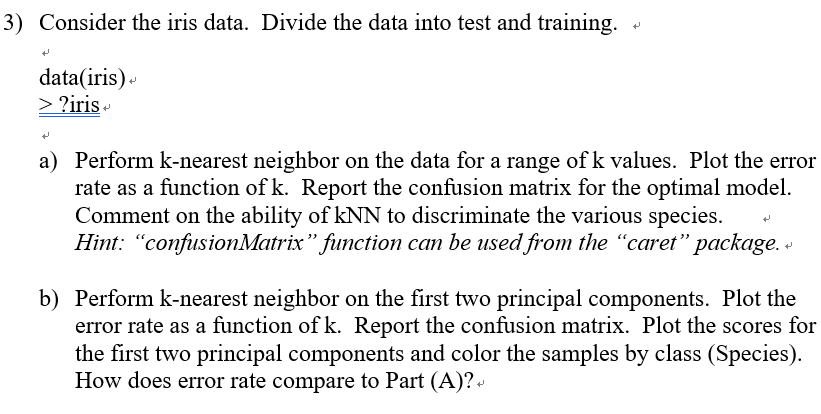 3) Consider the iris data. Divide the data into test and training.
data(iris)
> ?iris
a) Perform k-nearest neighbor on the data for a range of k values. Plot the error
rate as a function of k. Report the confusion matrix for the optimal model.
Comment on the ability of kNN to discriminate the various species.
Hint: “confusionMatrix” function can be used from the “caret” package.
b) Perform k-nearest neighbor on the first two principal components. Plot the
error rate as a function of k. Report the confusion matrix. Plot the scores for
the first two principal components and color the samples by class (Species).
How does error rate compare to Part (A)?